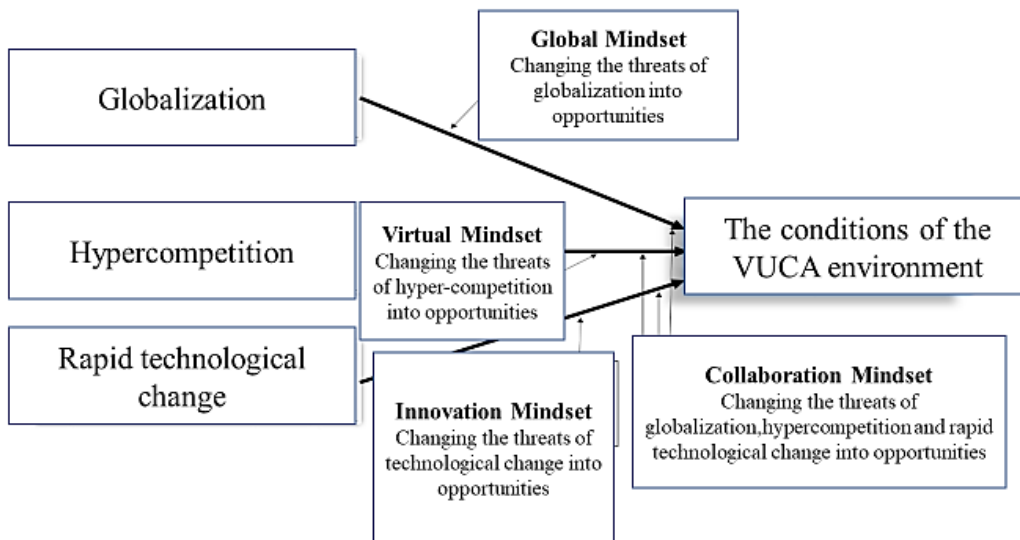 Globalization
Global Mindset
Changing the threats of
globalization into
opportunities
Hypercompetition
Virtual Mindset
Changing the threats
of hyper-competition
into opportunities
The conditions of the
VUCA environment
Rapid technological
change
Innovation Mindset
Changing the threats of
technological change into
opportunities
Collaboration Mindset
Changing the threats of
globalization,hypercompetition and rapid
technological change into opportunities